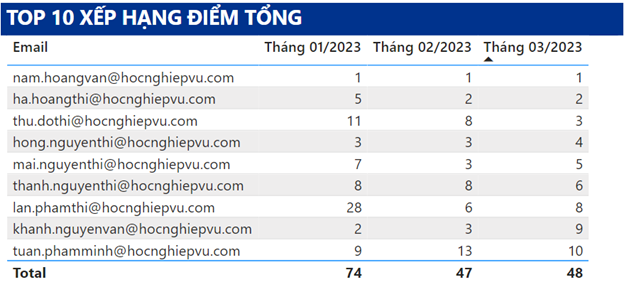 TOP 10 XẾP HẠNG ĐIỂM TỔNG
Email Tháng 01/2023 Tháng 02/2023 Tháng 03/2023
nam.hoangvan@hocnghiepvu.com 1 1 1
ha.hoangthi@hocnghiepvu.com 5 2 2
thu.dothi@hocnghiepvu.com 11 8 3
hong.nguyenthi@hocnghiepvu.com 3 3 4
mai.nguyenthi@hocnghiepvu.com 7 3 5
thanh.nguyenthi@hocnghiepvu.com 8 8 6
lan.phamthi@hocnghiepvu.com 28 6 8
khanh.nguyenvan@hocnghiepvu.com 2 3 9
tuan.phamminh@hocnghiepvu.com 9 13 10
Total 74 47 48